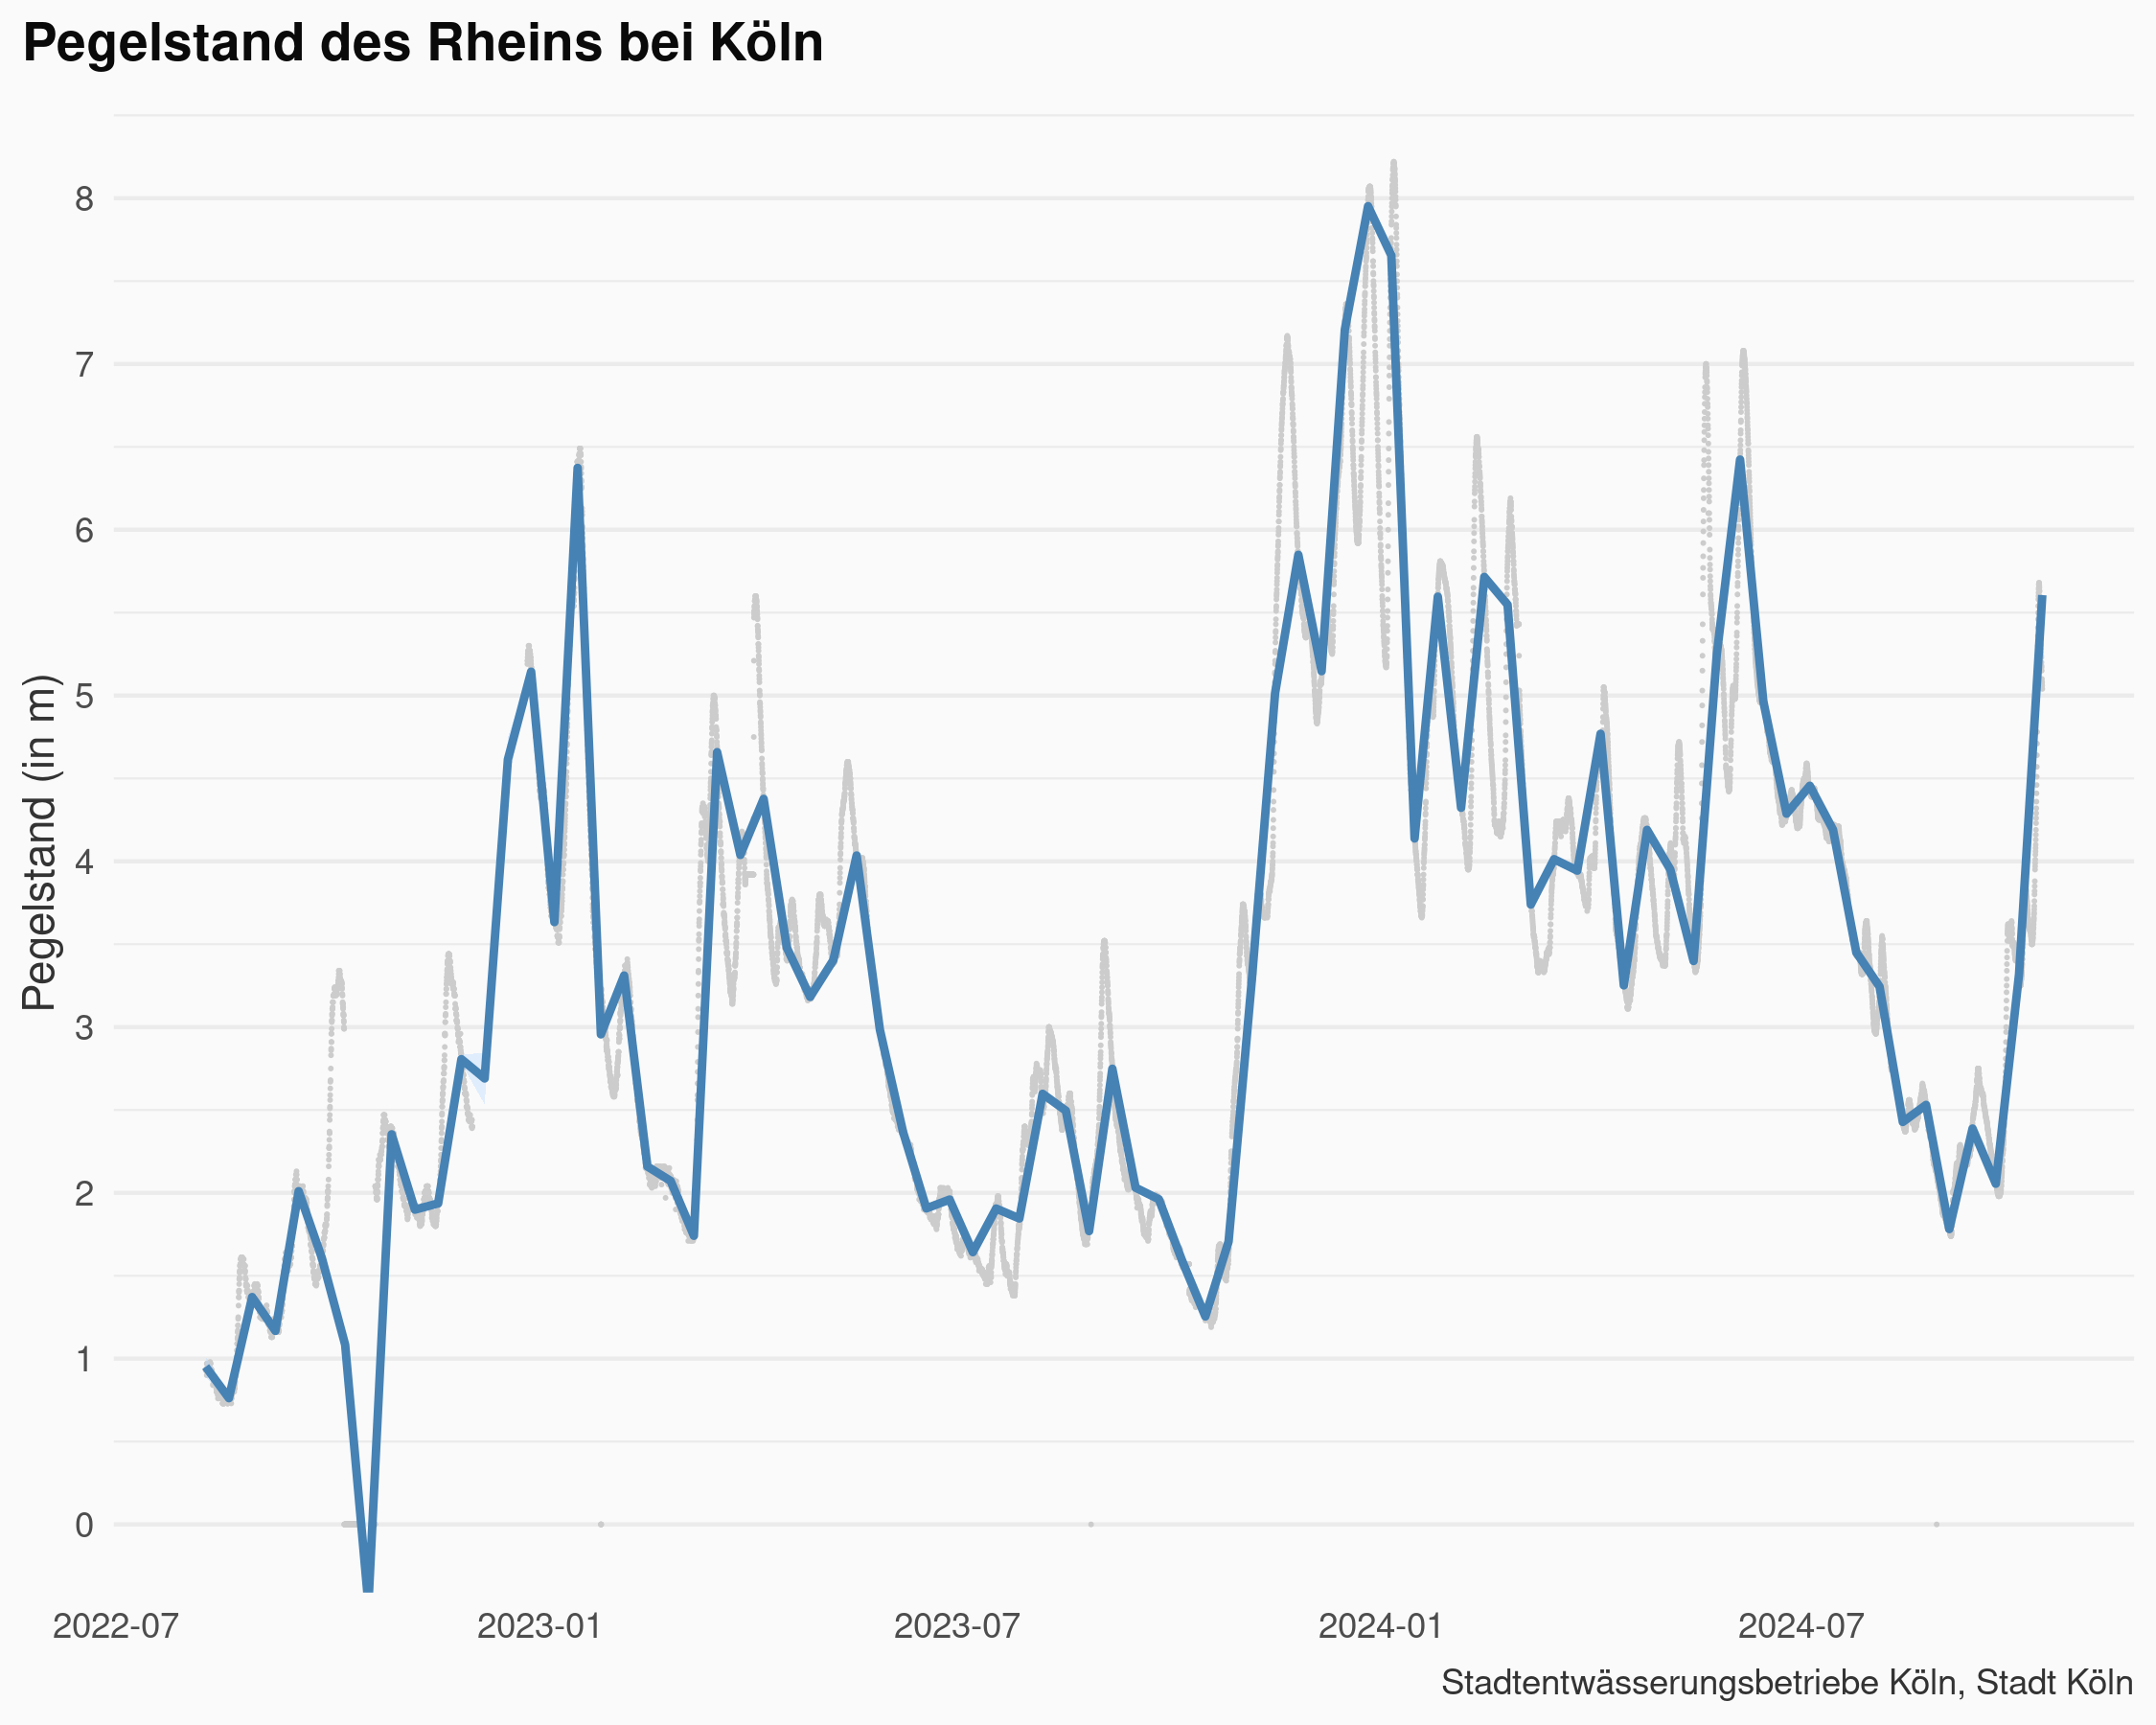 Pegelstand des Rheins bei Köln
Pegelstand (in m)
8
7
6
5
4
3
2
1
0
2022-07 2023-01 2023-07 2024-01 2024-07
Stadtentwässerungsbetriebe Köln, Stadt Köln